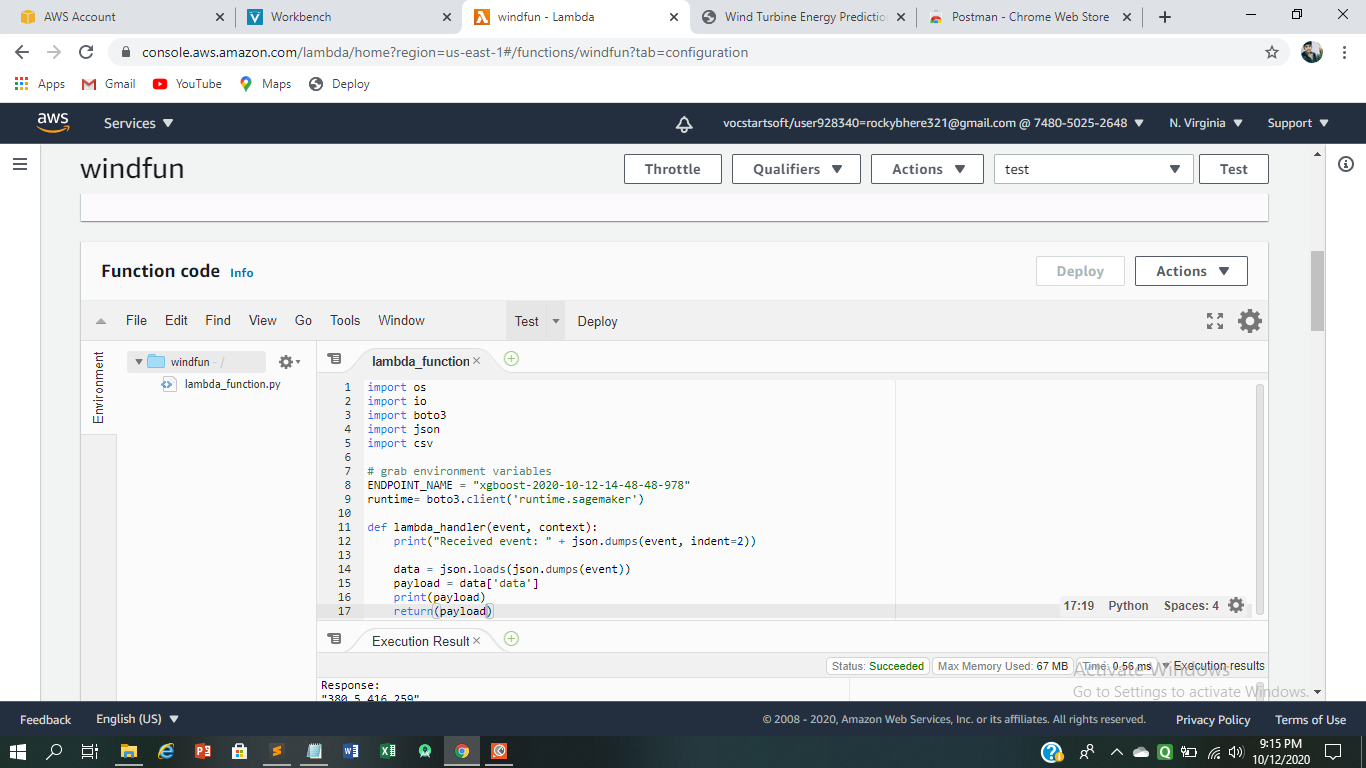 AWS Account
Workbench
windfun - Lambda
Wind Turbine Energy Predictio
Postman - Chrome Web Store
console.aws.amazon.com/lambda/home?region=us-east-1#/functions/windfun?tab=configuration
Apps Gmail YouTube Maps Deploy
aws Services vocstartsoft/user928340=rockybhere321@gmail.com @ 7480-5025-2648 N. Virginia Support
windfun Throttle Qualifiers Actions test Test
Function code Info Deploy Actions
File Edit Find View Go Tools Window Test Deploy
Environment
windfun - /
lambda_function.py
lambda_function
1 import os
2 import io
3 import boto3
4 import json
5 import csv
6
7 # grab environment variables
8 ENDPOINT_NAME = "xgboost-2020-10-12-14-48-48-978"
9 runtime= boto3.client('runtime.sagemaker')
10
11 def lambda_handler(event, context):
12 print("Received event: " + json.dumps(event, indent=2))
13
14 data = json.loads(json.dumps(event))
15 payload = data['data']
16 print(payload)
17 return(payload)
17:19 Python Spaces: 4
Execution Result
Status: Succeeded Max Memory Used: 67 MB Time: 0.56 ms Execution results
Response:
"380.5,416,259"
Activate Windows
Go to Settings to activate Windows.
Feedback English (US) © 2008 - 2020, Amazon Web Services, Inc. or its affiliates. All rights reserved. Privacy Policy Terms of Use
9:15 PM
10/12/2020